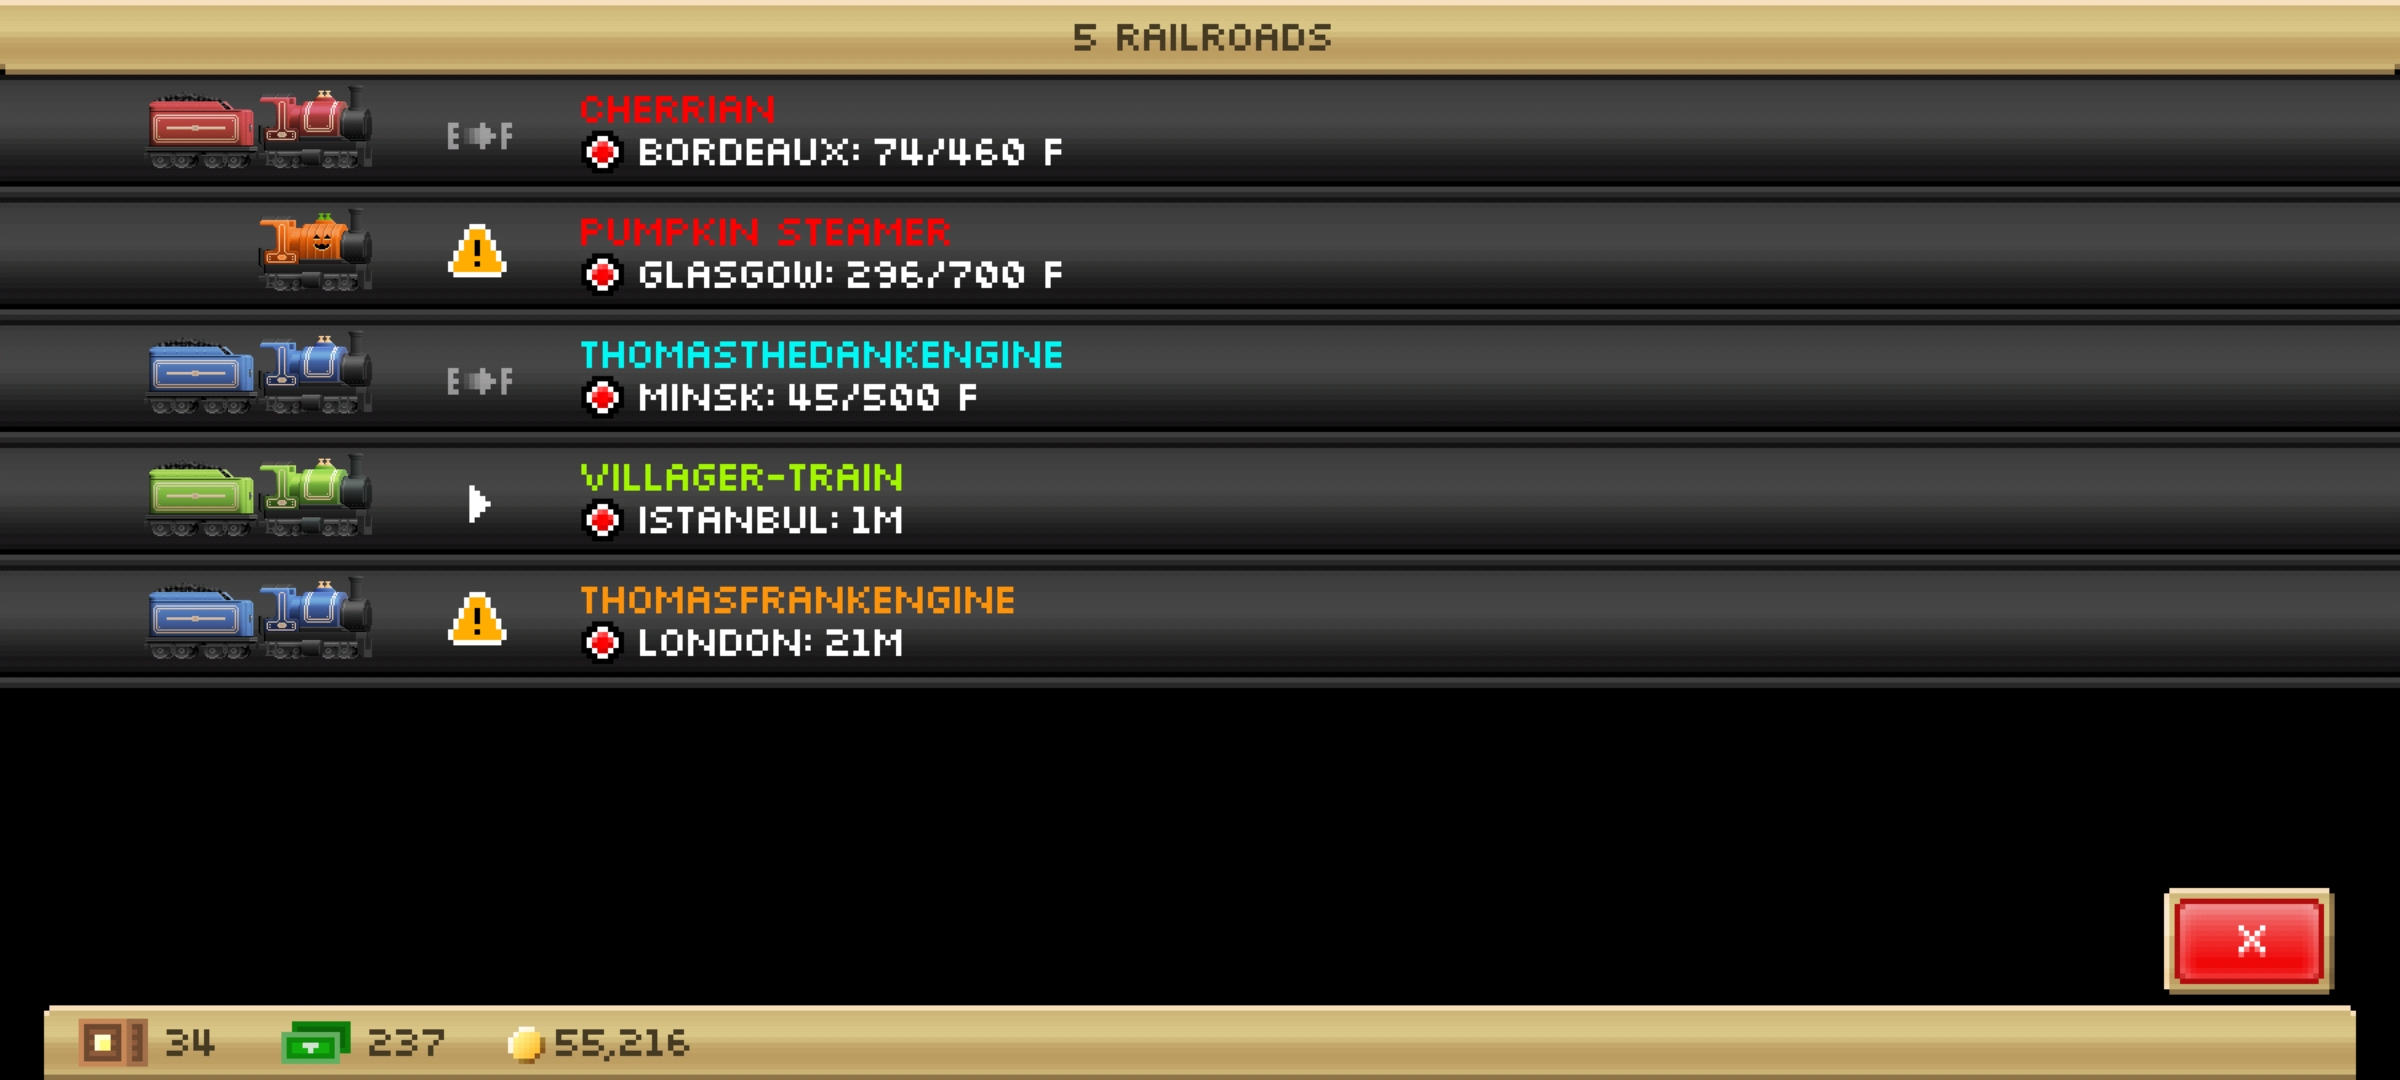 5 RAILROADS
CHERRIAN
E F
BORDEAUX: 74/460 F
PUMPKIN STEAMER
!
GLASGOW: 296/700 F
THOMASTHEDANKENGINE
E F
MINSK: 45/500 F
VILLAGER-TRAIN
ISTANBUL: 1M
THOMASFRANKENGINE
!
LONDON: 21M
X
34 237 55,216